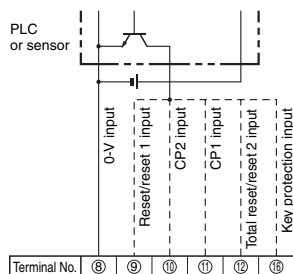 PLC
or sensor
0-V input
Reset/reset 1 input
CP2 input
CP1 input
Total reset/reset 2 input
Key protection input
Terminal No. ⑧ ⑨ ⑩ ⑪ ⑫ ⑯